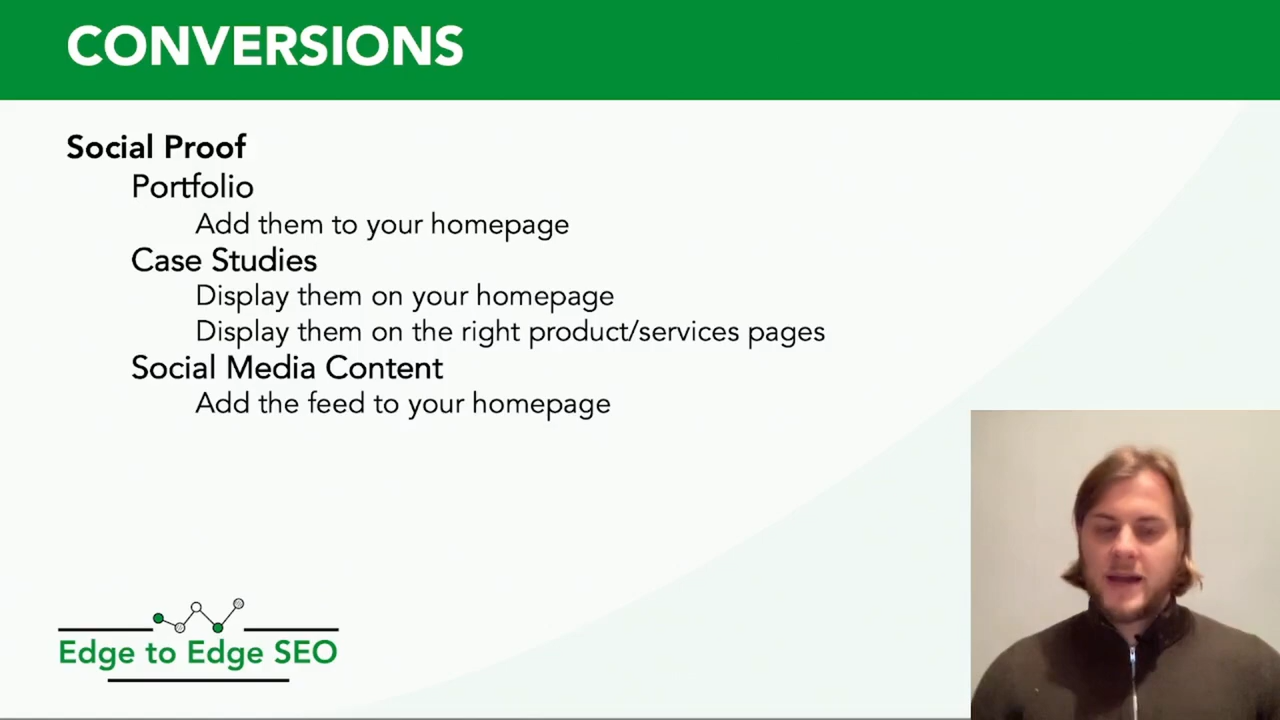 CONVERSIONS
Social Proof
Portfolio
Add them to your homepage
Case Studies
Display them on your homepage
Display them on the right product/services pages
Social Media Content
Add the feed to your homepage
Edge to Edge SEO